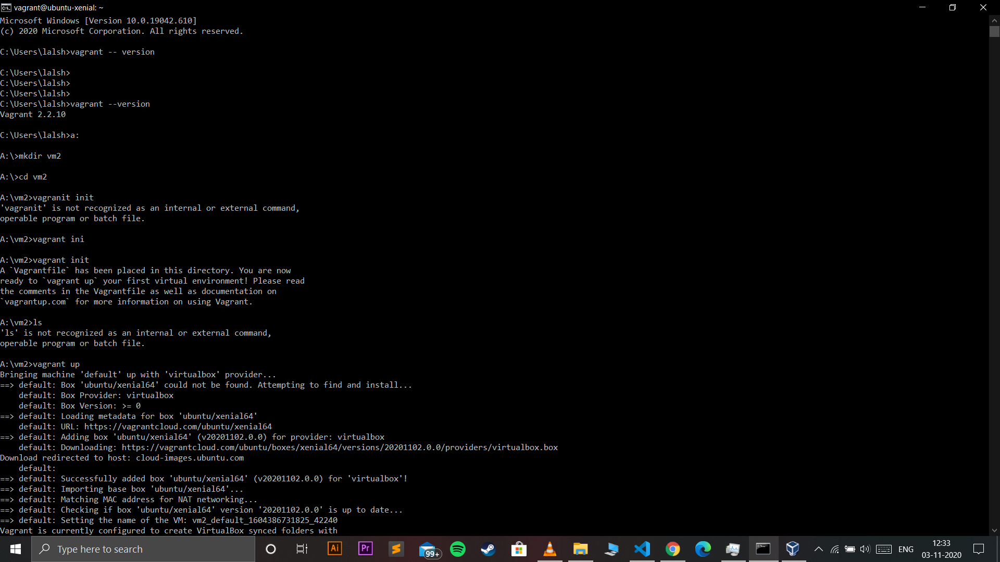 vagrant@ubuntu-xenial: ~
Microsoft Windows [Version 10.0.19042.610]
(c) 2020 Microsoft Corporation. All rights reserved.
C:\Users\lalsh>vagrant -- version
C:\Users\lalsh>
C:\Users\lalsh>
C:\Users\lalsh>
C:\Users\lalsh>vagrant --version
Vagrant 2.2.10
C:\Users\lalsh>a:
A:\>mkdir vm2
A:\>cd vm2
A:\vm2>vagranit init
'vagranit' is not recognized as an internal or external command,
operable program or batch file.
A:\vm2>vagrant ini
A:\vm2>vagrant init
A `Vagrantfile` has been placed in this directory. You are now
ready to `vagrant up` your first virtual environment! Please read
the comments in the Vagrantfile as well as documentation on
`vagrantup.com` for more information on using Vagrant.
A:\vm2>ls
'ls' is not recognized as an internal or external command,
operable program or batch file.
A:\vm2>vagrant up
Bringing machine 'default' up with 'virtualbox' provider...
==> default: Box 'ubuntu/xenial64' could not be found. Attempting to find and install...
    default: Box Provider: virtualbox
    default: Box Version: >= 0
==> default: Loading metadata for box 'ubuntu/xenial64'
    default: URL: https://vagrantcloud.com/ubuntu/xenial64
==> default: Adding box 'ubuntu/xenial64' (v20201102.0.0) for provider: virtualbox
    default: Downloading: https://vagrantcloud.com/ubuntu/boxes/xenial64/versions/20201102.0.0/providers/virtualbox.box
Download redirected to host: cloud-images.ubuntu.com
    default:
==> default: Successfully added box 'ubuntu/xenial64' (v20201102.0.0) for 'virtualbox'!
==> default: Importing base box 'ubuntu/xenial64'...
==> default: Matching MAC address for NAT networking...
==> default: Checking if box 'ubuntu/xenial64' version '20201102.0.0' is up to date...
==> default: Setting the name of the VM: vm2_default_1604386731825_42240
Vagrant is currently configured to create VirtualBox synced folders with
Type here to search
Ai
Pr
99+
ENG
12:33
03-11-2020